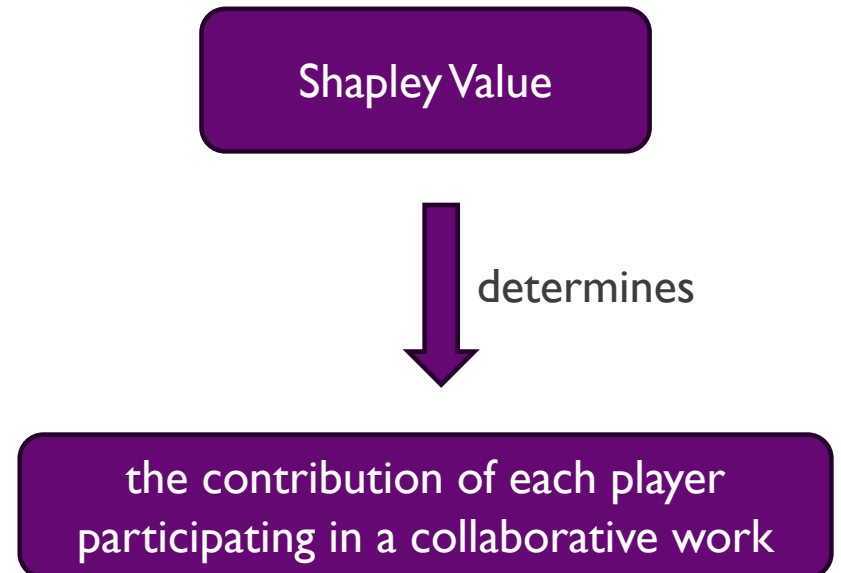 Shapley Value
determines
the contribution of each player
participating in a collaborative work